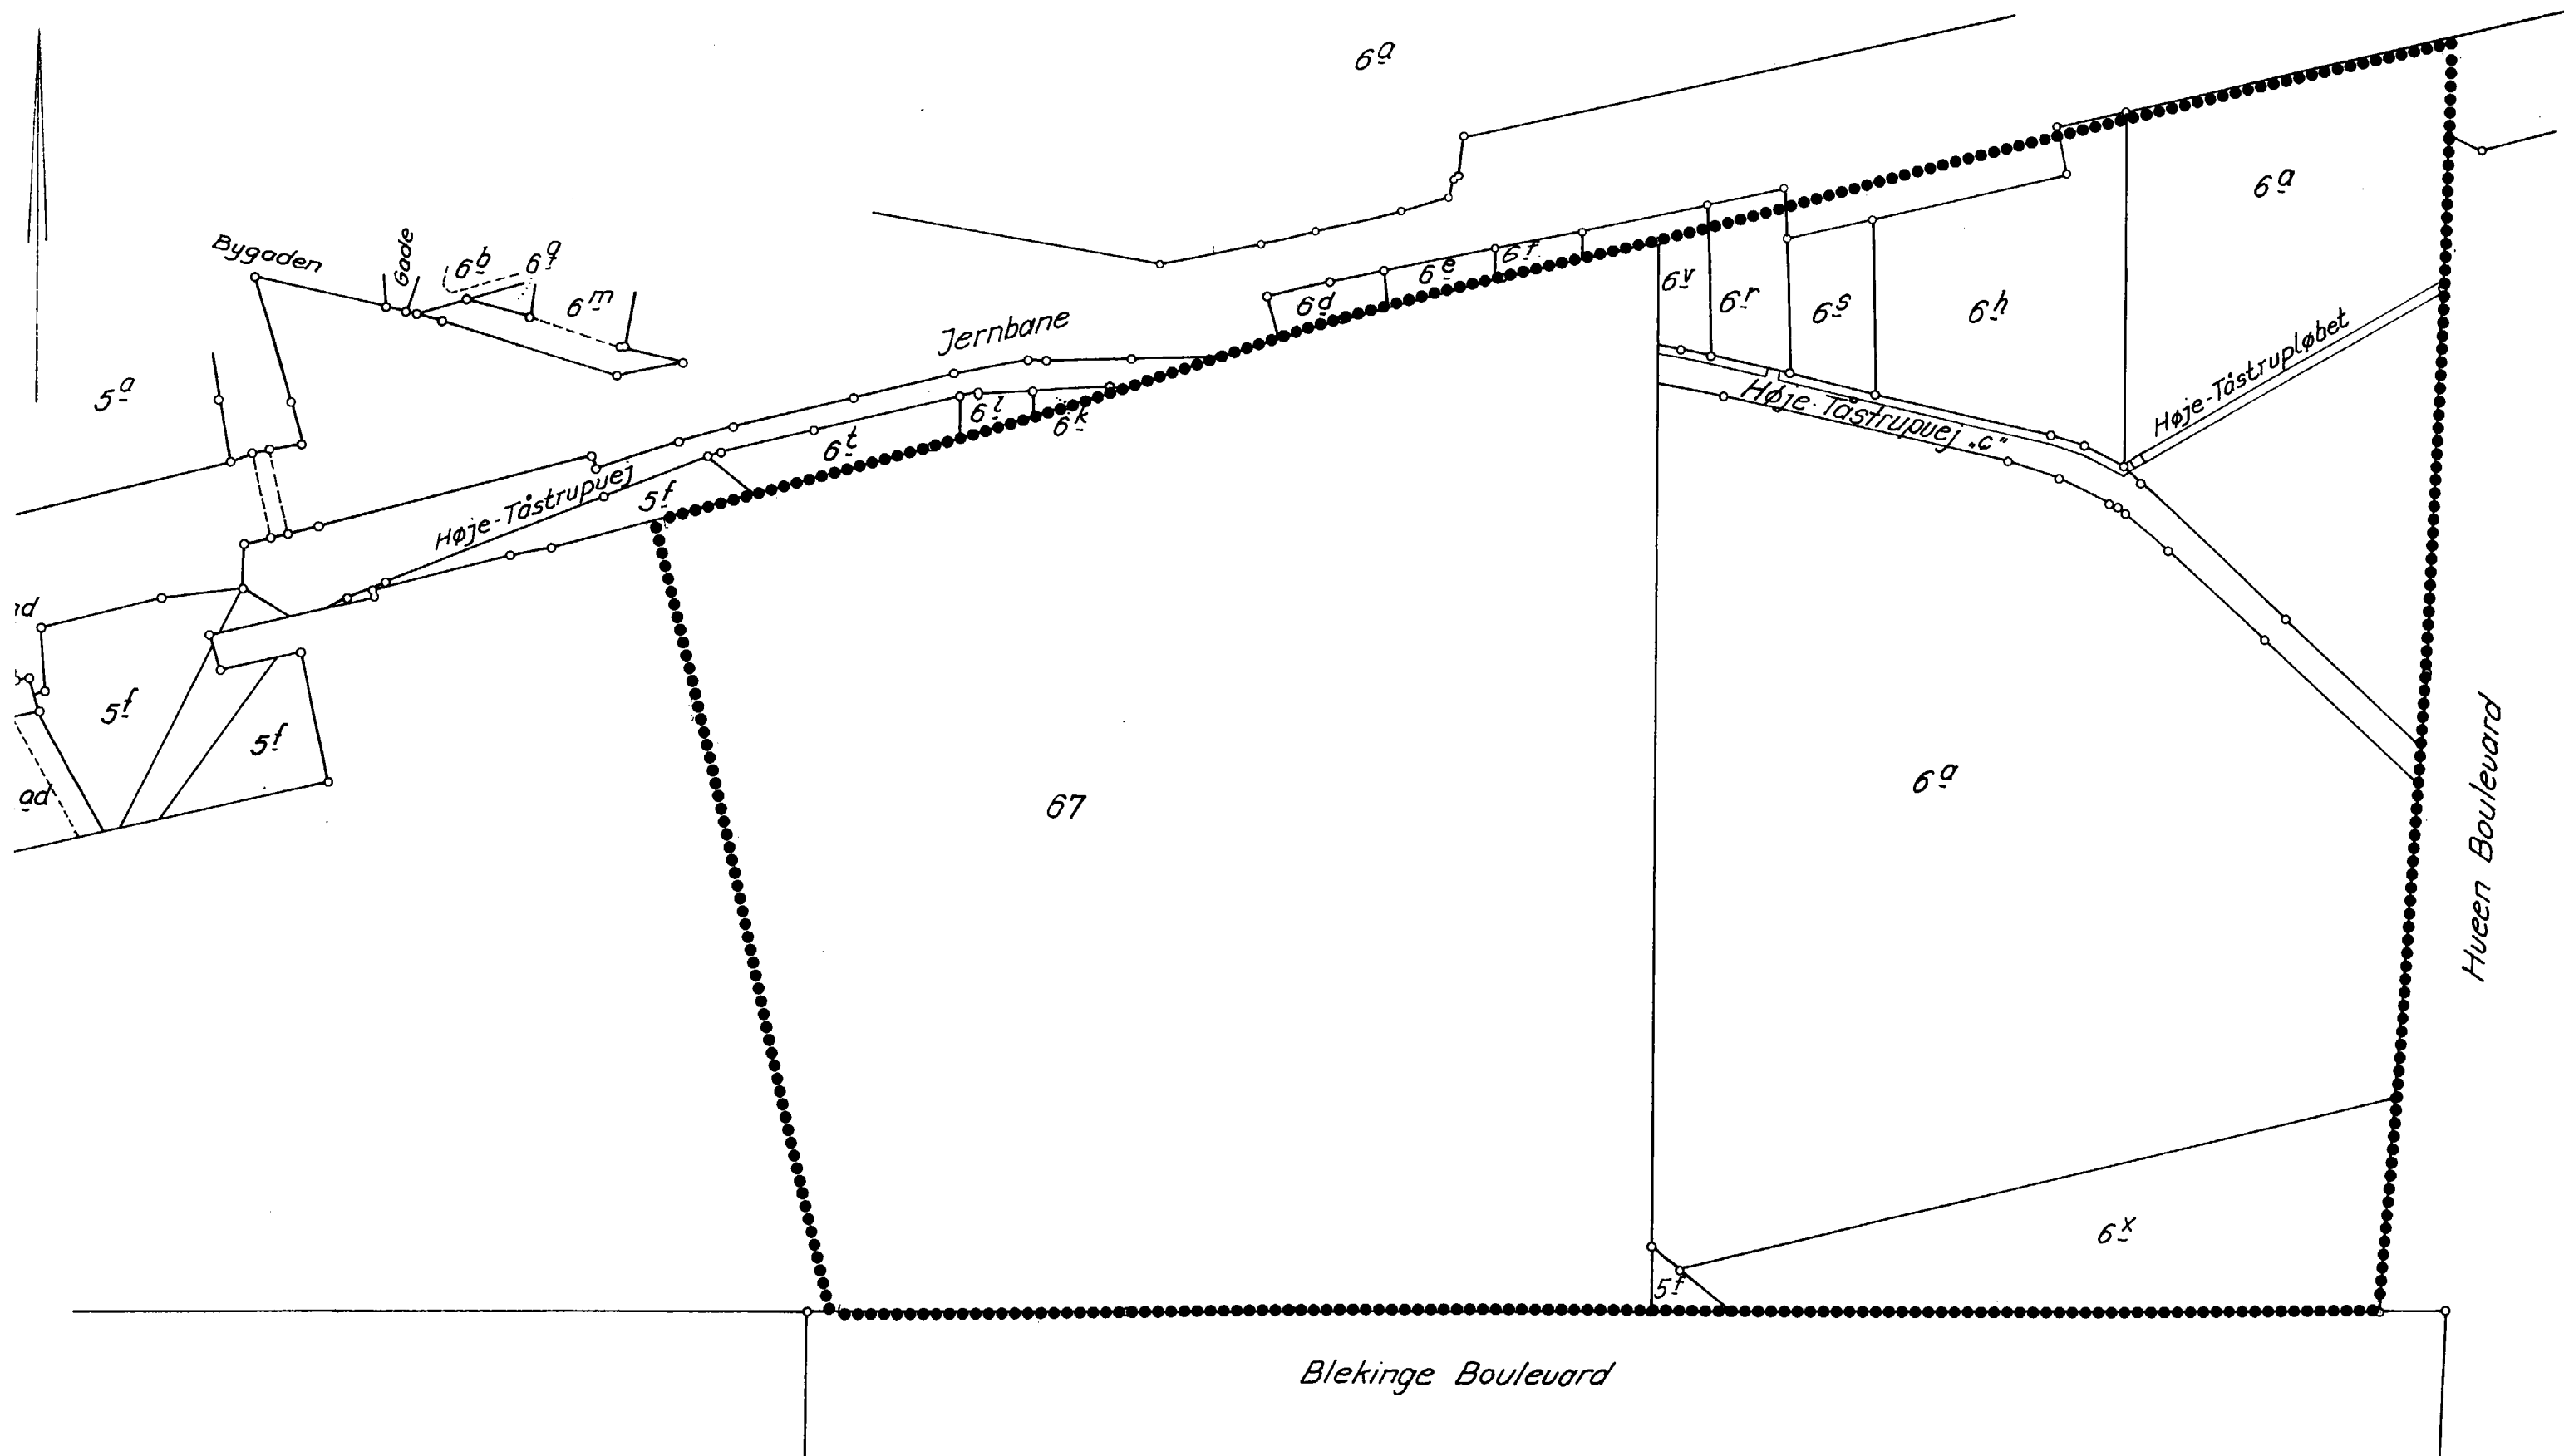 6a
Bygaden
Gade
6b
6q
6m
5a
Jernbane
6d
6e
6f
6v
6r
6s
6h
6a
Høje-Tåstrupløbet
Høje-Tåstrupvej „C“
6t
6l
6k
5f
Høje-Tåstrupvej
5f
5f
ad
67
6a
Hveen Boulevard
6x
5f
Blekinge Boulevard